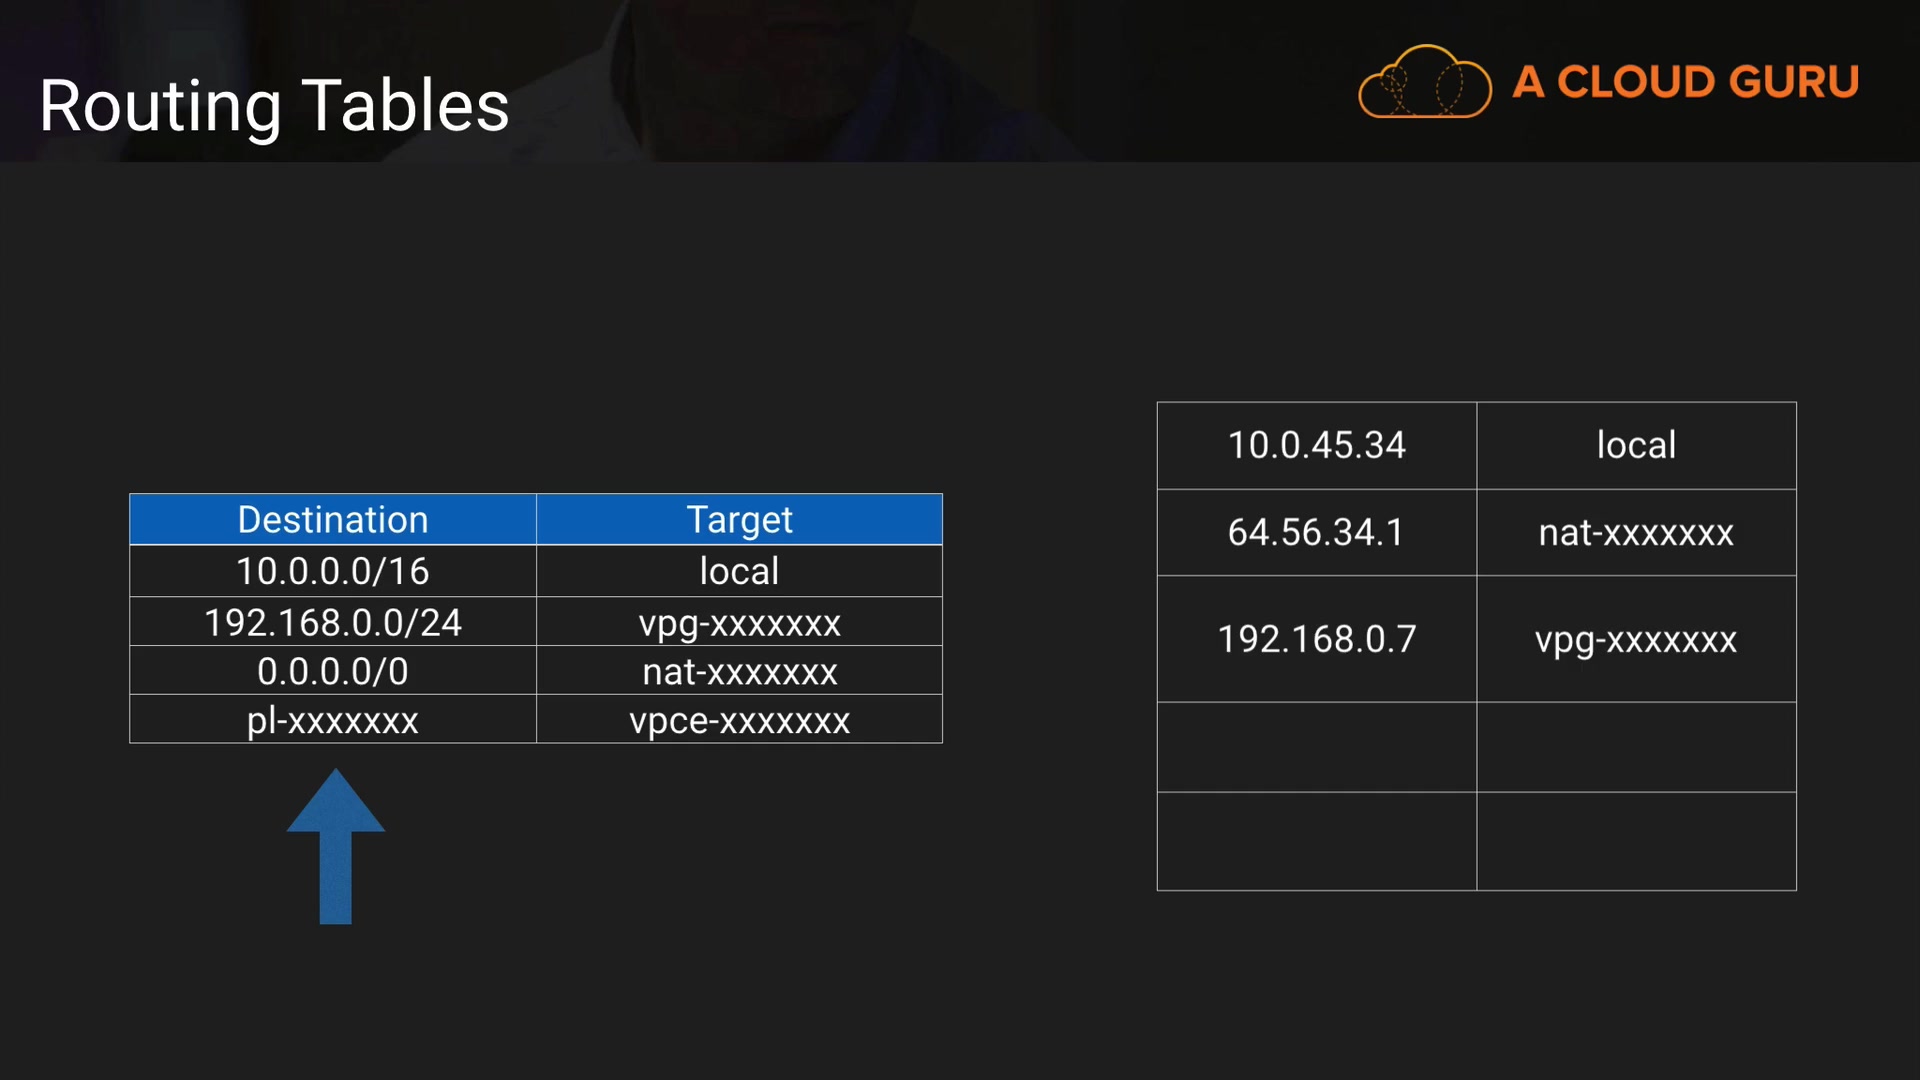 Routing Tables
A CLOUD GURU
Destination Target
10.0.0.0/16 local
192.168.0.0/24 vpg-xxxxxxx
0.0.0.0/0 nat-xxxxxxx
pl-xxxxxxx vpce-xxxxxxx
10.0.45.34 local
64.56.34.1 nat-xxxxxxx
192.168.0.7 vpg-xxxxxxx